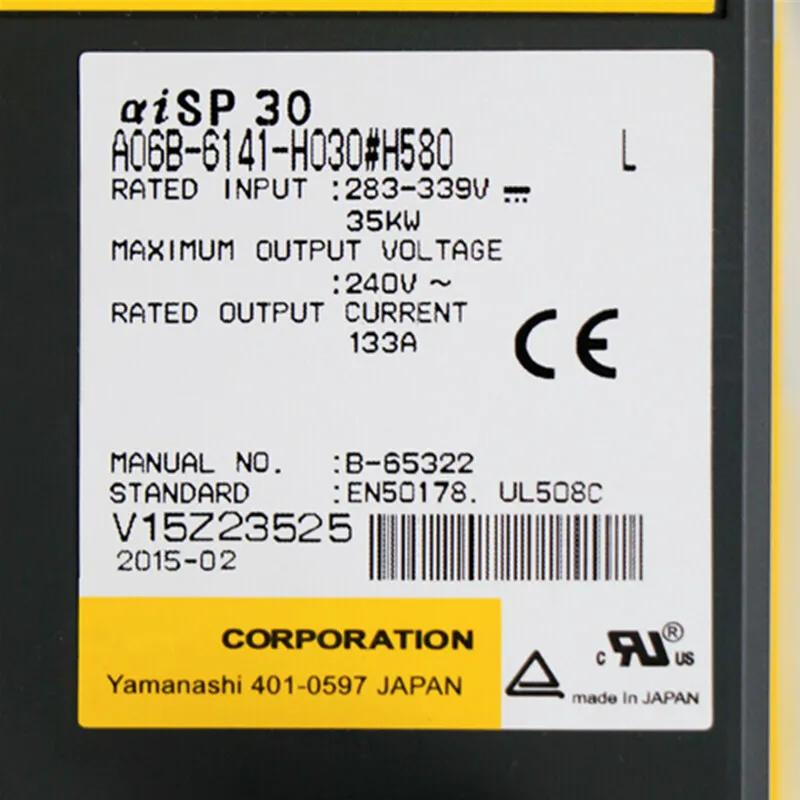 αiSP 30
A06B-6141-H030#H580 L
RATED INPUT :283-339V
35KW
MAXIMUM OUTPUT VOLTAGE
:240V ~
RATED OUTPUT CURRENT
133A
CE
MANUAL NO. :B-65322
STANDARD :EN50178. UL508C
V15Z23525
2015-02
CORPORATION
Yamanashi 401-0597 JAPAN
c RU ® US
made in JAPAN